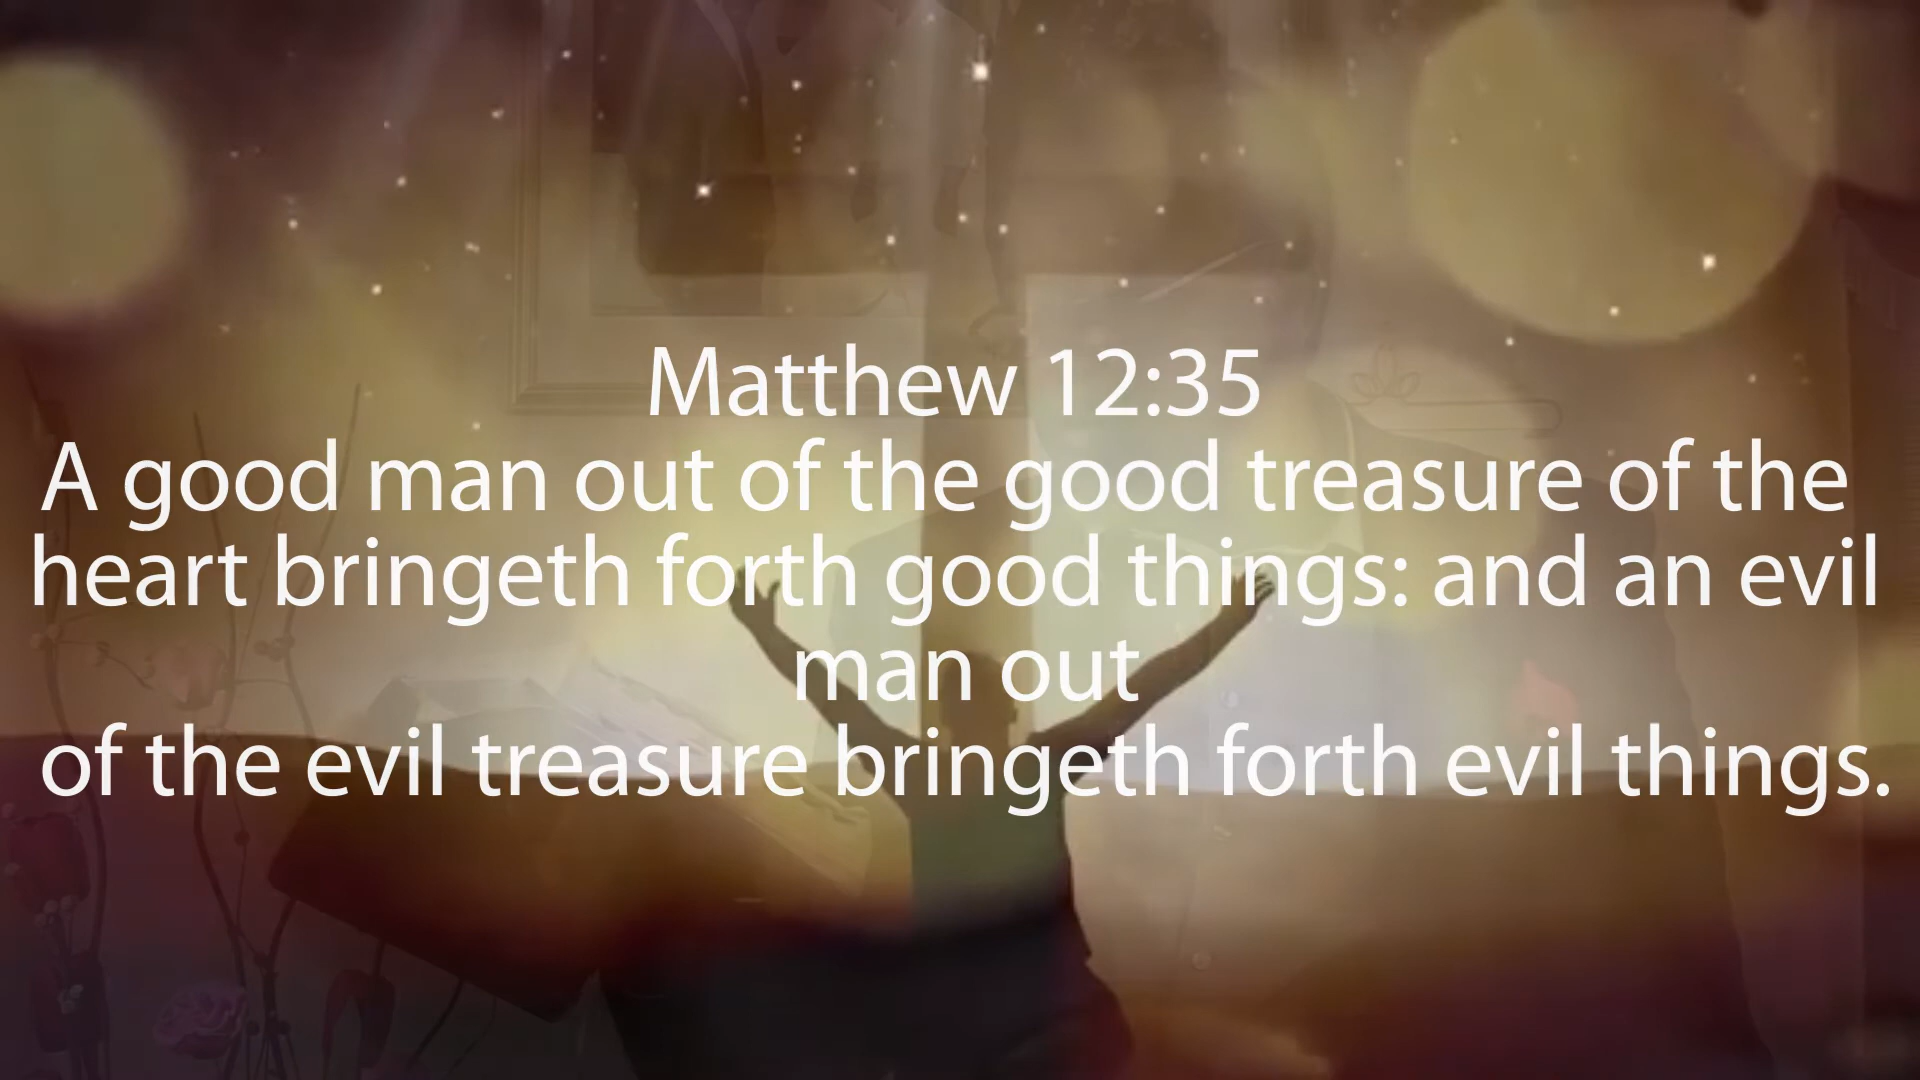 Matthew 12:35
A good man out of the good treasure of the
heart bringeth forth good things: and an evil
man out
of the evil treasure bringeth forth evil things.